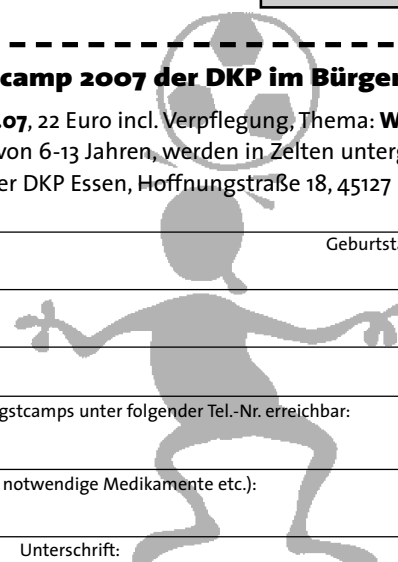 camp 2007 der DKP im Bürger
.07, 22 Euro incl. Verpflegung, Thema: W
von 6-13 Jahren, werden in Zelten unterg
er DKP Essen, Hoffnungstraße 18, 45127
Geburtsta
gstcamps unter folgender Tel.-Nr. erreichbar:
notwendige Medikamente etc.):
Unterschrift: